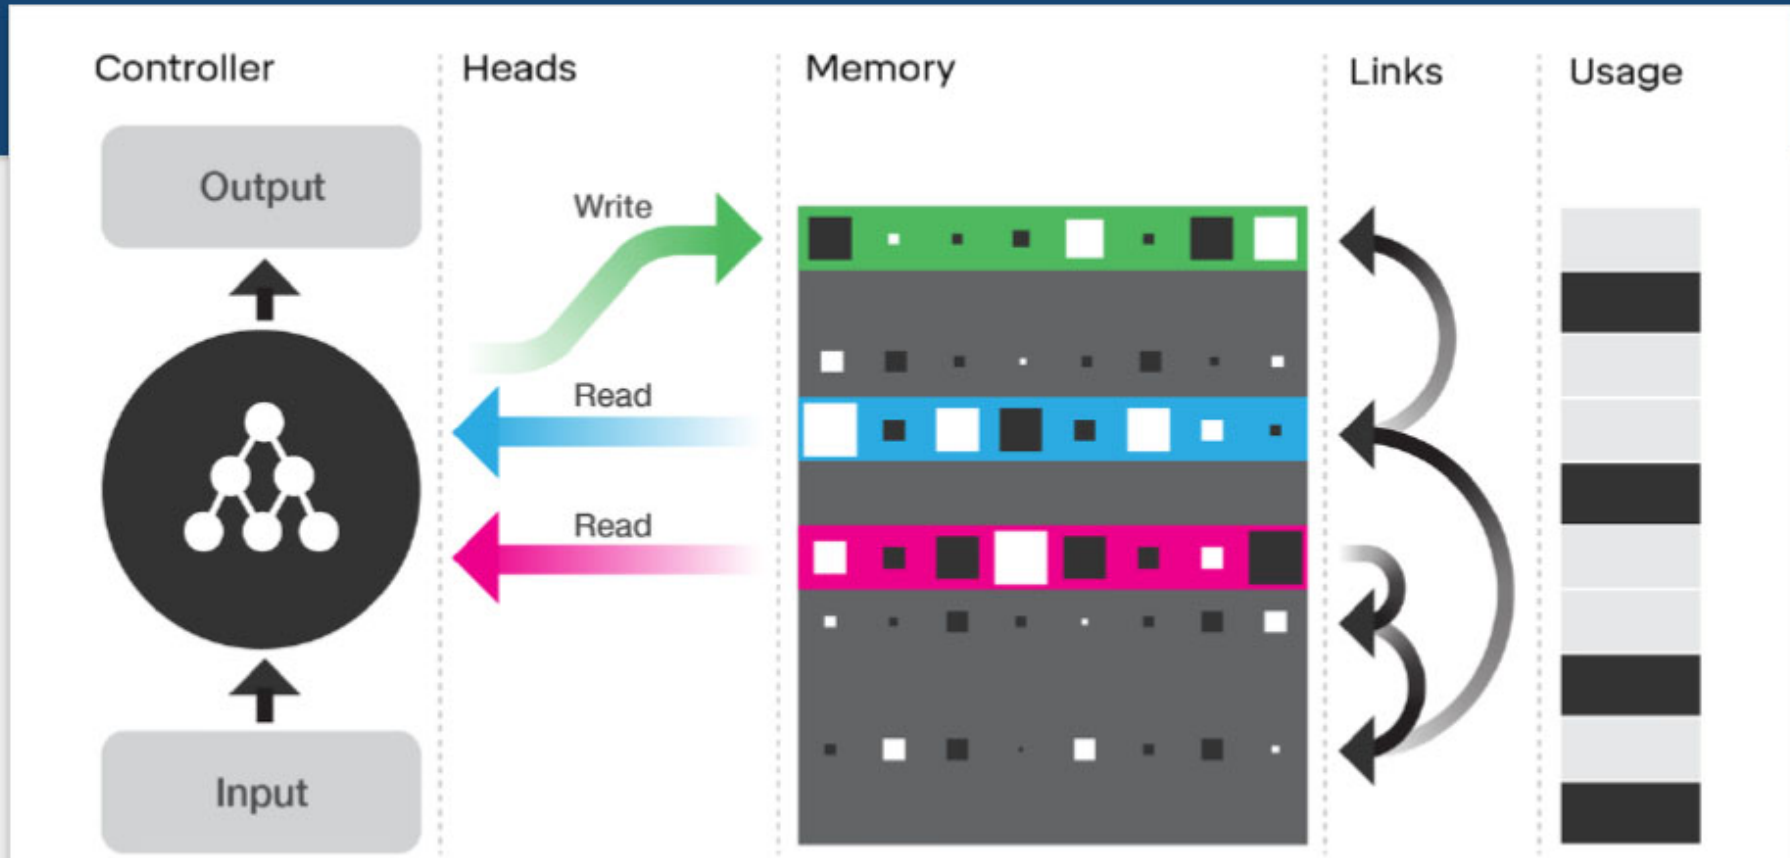 Controller
Heads
Memory
Links
Usage
Output
Write
Read
Read
Input